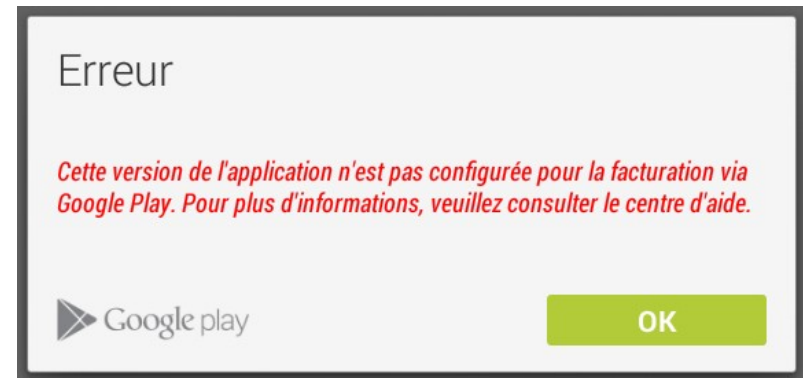 Erreur
Cette version de l'application n'est pas configurée pour la facturation via
Google Play. Pour plus d'informations, veuillez consulter le centre d'aide.
Google play
OK